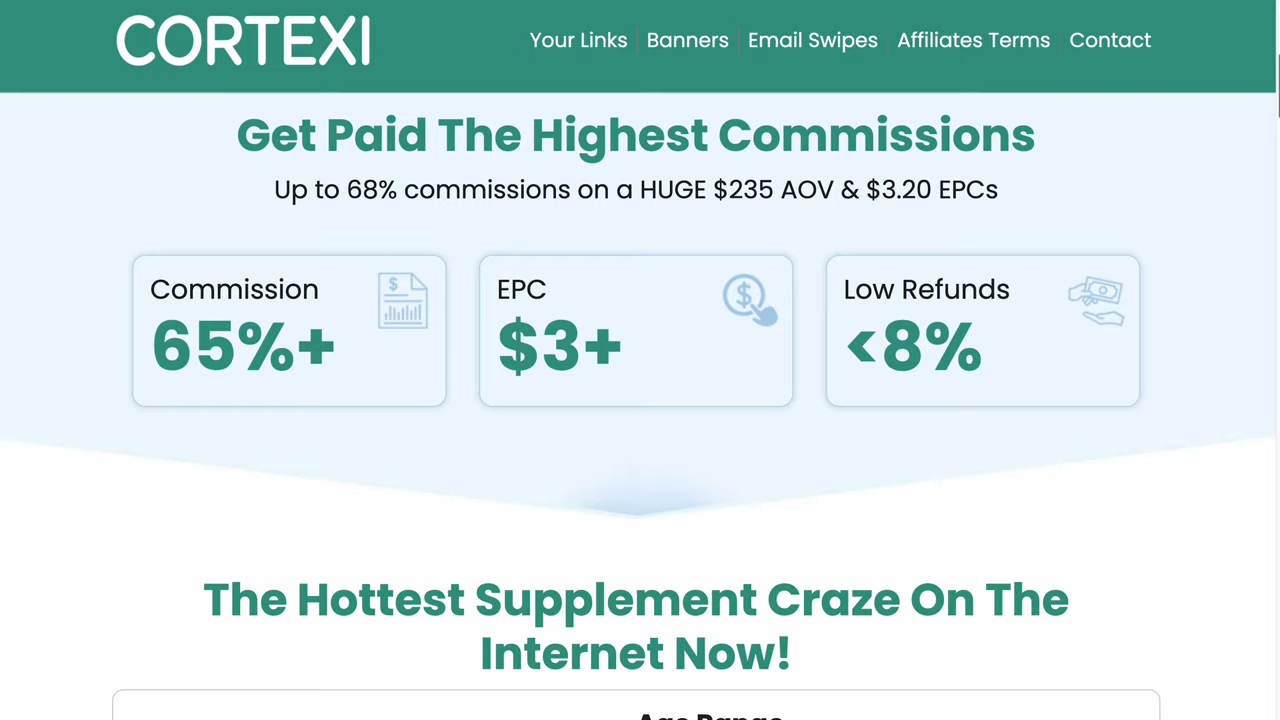 CORTEXI
Your Links
Banners
Email Swipes
Affiliates Terms
Contact
Get Paid The Highest Commissions
Up to 68% commissions on a HUGE $235 AOV & $3.20 EPCs
Commission
$
65%+
EPC
$
$3+
Low Refunds
<8%
The Hottest Supplement Craze On The
Internet Now!
Age Range